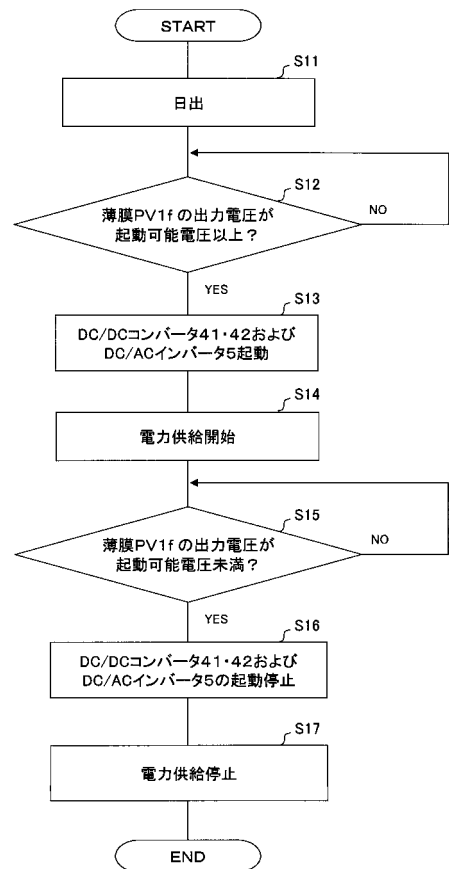 START
S11
日出
S12
薄膜PV1fの出力電圧が
起動可能電圧以上?
NO
YES
S13
DC/DCコンバータ41・42および
DC/ACインバータ5起動
S14
電力供給開始
S15
薄膜PV1fの出力電圧が
起動可能電圧未満?
NO
YES
S16
DC/DCコンバータ41・42および
DC/ACインバータ5の起動停止
S17
電力供給停止
END